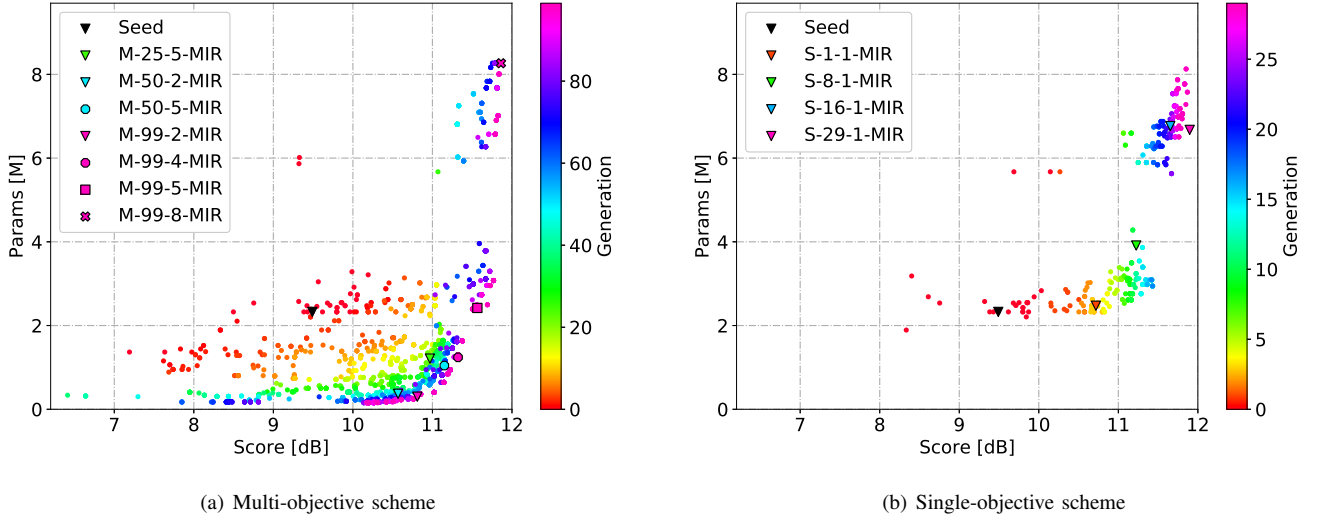 Seed
M-25-5-MIR
M-50-2-MIR
M-50-5-MIR
M-99-2-MIR
M-99-4-MIR
M-99-5-MIR
M-99-8-MIR
8
6
4
2
0
Params [M]
7
8
9
10
11
12
Score [dB]
80
60
40
20
0
Generation
(a) Multi-objective scheme
Seed
S-1-1-MIR
S-8-1-MIR
S-16-1-MIR
S-29-1-MIR
8
6
4
2
0
Params [M]
7
8
9
10
11
12
Score [dB]
25
20
15
10
5
0
Generation
(b) Single-objective scheme